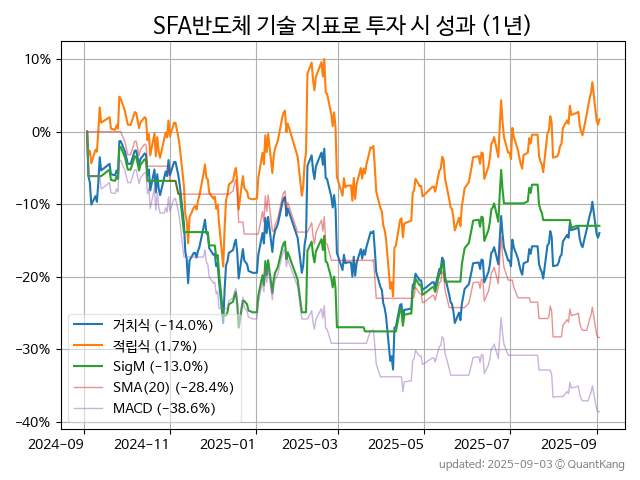 SFA반도체 기술 지표로 투자 시 성과 (1년)
10%
0%
-10%
-20%
-30%
-40%
거치식 (-14.0%)
적립식 (1.7%)
SigM (-13.0%)
SMA(20) (-28.4%)
MACD (-38.6%)
2024-09 2024-11 2025-01 2025-03 2025-05 2025-07 2025-09
updated: 2025-09-03 © QuantKang